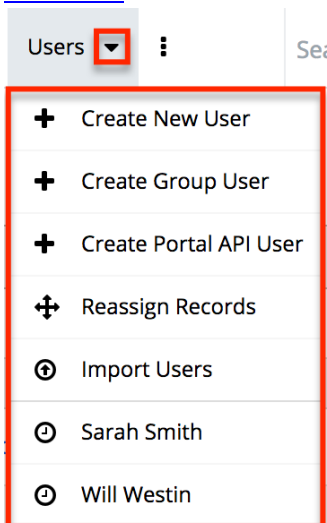 Users
Create New User
Create Group User
Create Portal API User
Reassign Records
Import Users
Sarah Smith
Will Westin